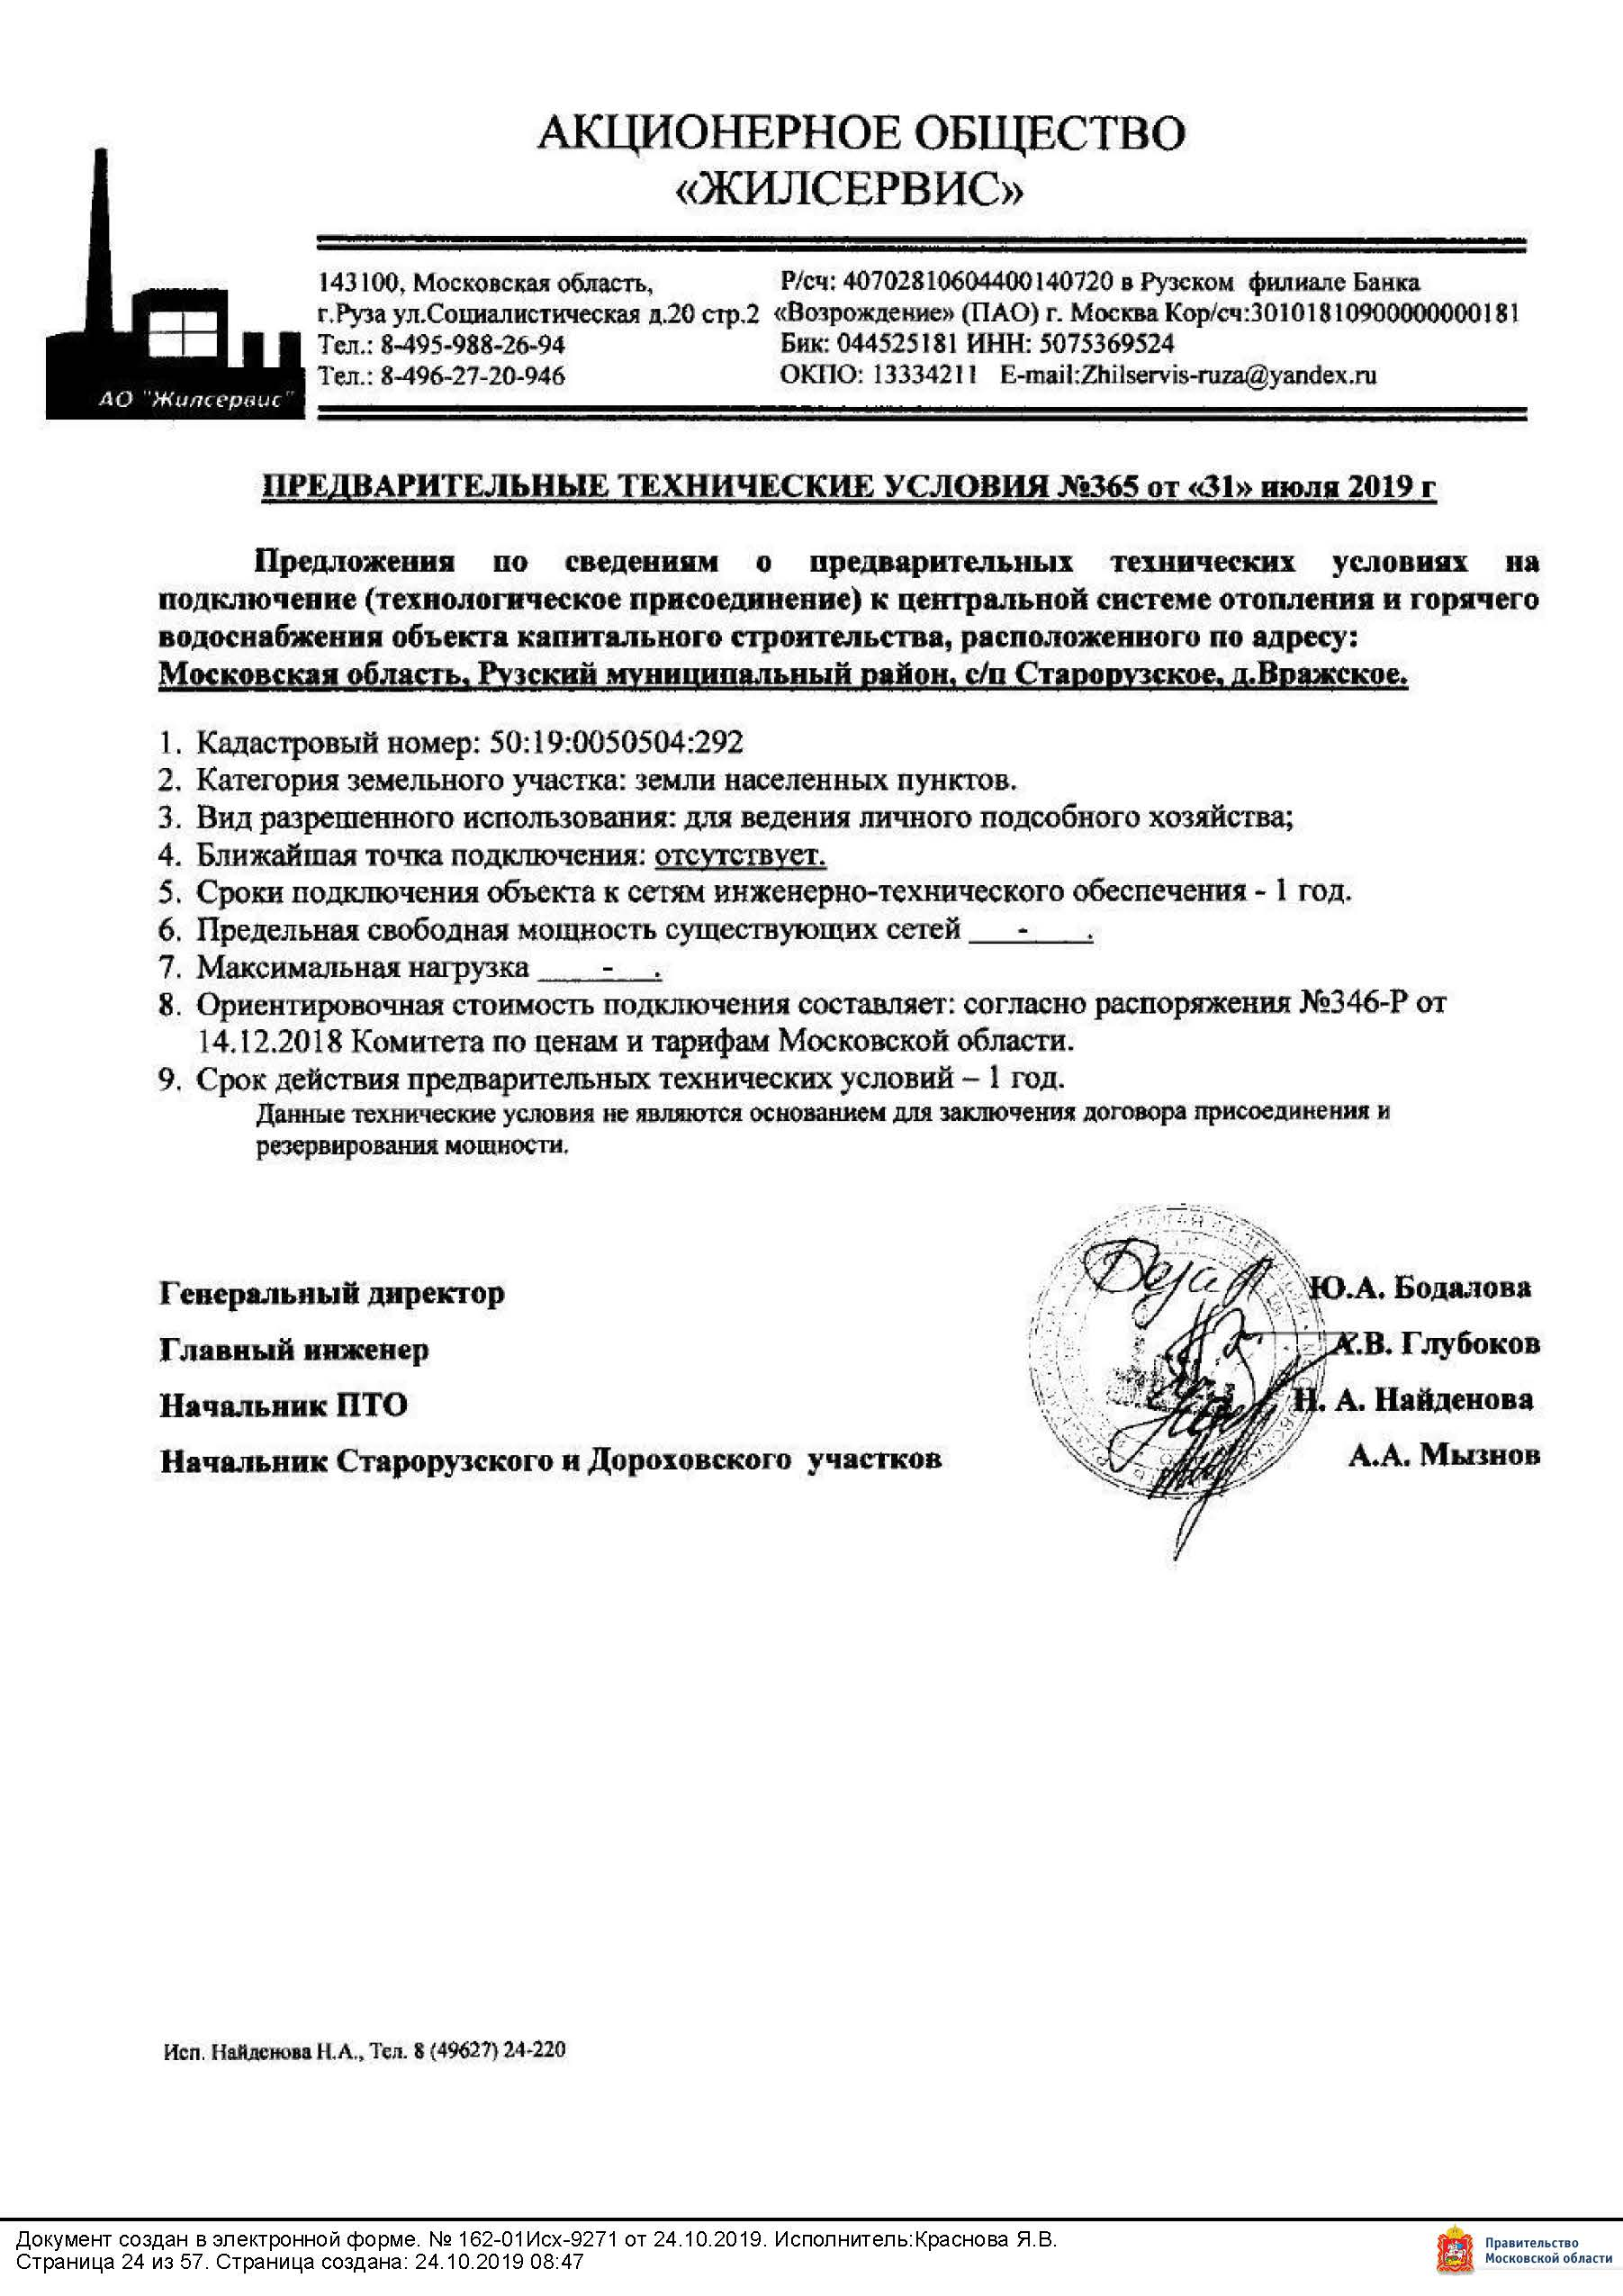 АКЦИОНЕРНОЕ ОБЩЕСТВО
«ЖИЛСЕРВИС»
АО "Жилсервис"
143100, Московская область,
г.Руза ул.Социалистическая д.20 стр.2
Тел.: 8-495-988-26-94
Тел.: 8-496-27-20-946
Р/сч: 40702810604400140720 в Рузском филиале Банка
«Возрождение» (ПАО) г. Москва Кор/сч:30101810900000000181
Бик: 044525181 ИНН: 5075369524
ОКПО: 13334211 E-mail:Zhilservis-ruza@yandex.ru
ПРЕДВАРИТЕЛЬНЫЕ ТЕХНИЧЕСКИЕ УСЛОВИЯ №365 от «31» июля 2019 г
Предложения по сведениям о предварительных технических условиях на
подключение (технологическое присоединение) к центральной системе отопления и горячего
водоснабжения объекта капитального строительства, расположенного по адресу:
Московская область, Рузский муниципальный район, с/п Старорузское, д.Вражское.
1. Кадастровый номер: 50:19:0050504:292
2. Категория земельного участка: земли населенных пунктов.
3. Вид разрешенного использования: для ведения личного подсобного хозяйства;
4. Ближайшая точка подключения: отсутствует.
5. Сроки подключения объекта к сетям инженерно-технического обеспечения - 1 год.
6. Предельная свободная мощность существующих сетей ___-____.
7. Максимальная нагрузка ____-___.
8. Ориентировочная стоимость подключения составляет: согласно распоряжения №346-Р от
14.12.2018 Комитета по ценам и тарифам Московской области.
9. Срок действия предварительных технических условий – 1 год.
Данные технические условия не являются основанием для заключения договора присоединения и
резервирования мощности.
Генеральный директор Ю.А. Бодалова
Главный инженер А.В. Глубоков
Начальник ПТО Н. А. Найденова
Начальник Старорузского и Дороховского участков А.А. Мызнов
Исп. Найденова Н.А., Тел. 8 (49627) 24-220
Документ создан в электронной форме. № 162-01Исх-9271 от 24.10.2019. Исполнитель:Краснова Я.В.
Страница 24 из 57. Страница создана: 24.10.2019 08:47
Правительство
Московской области